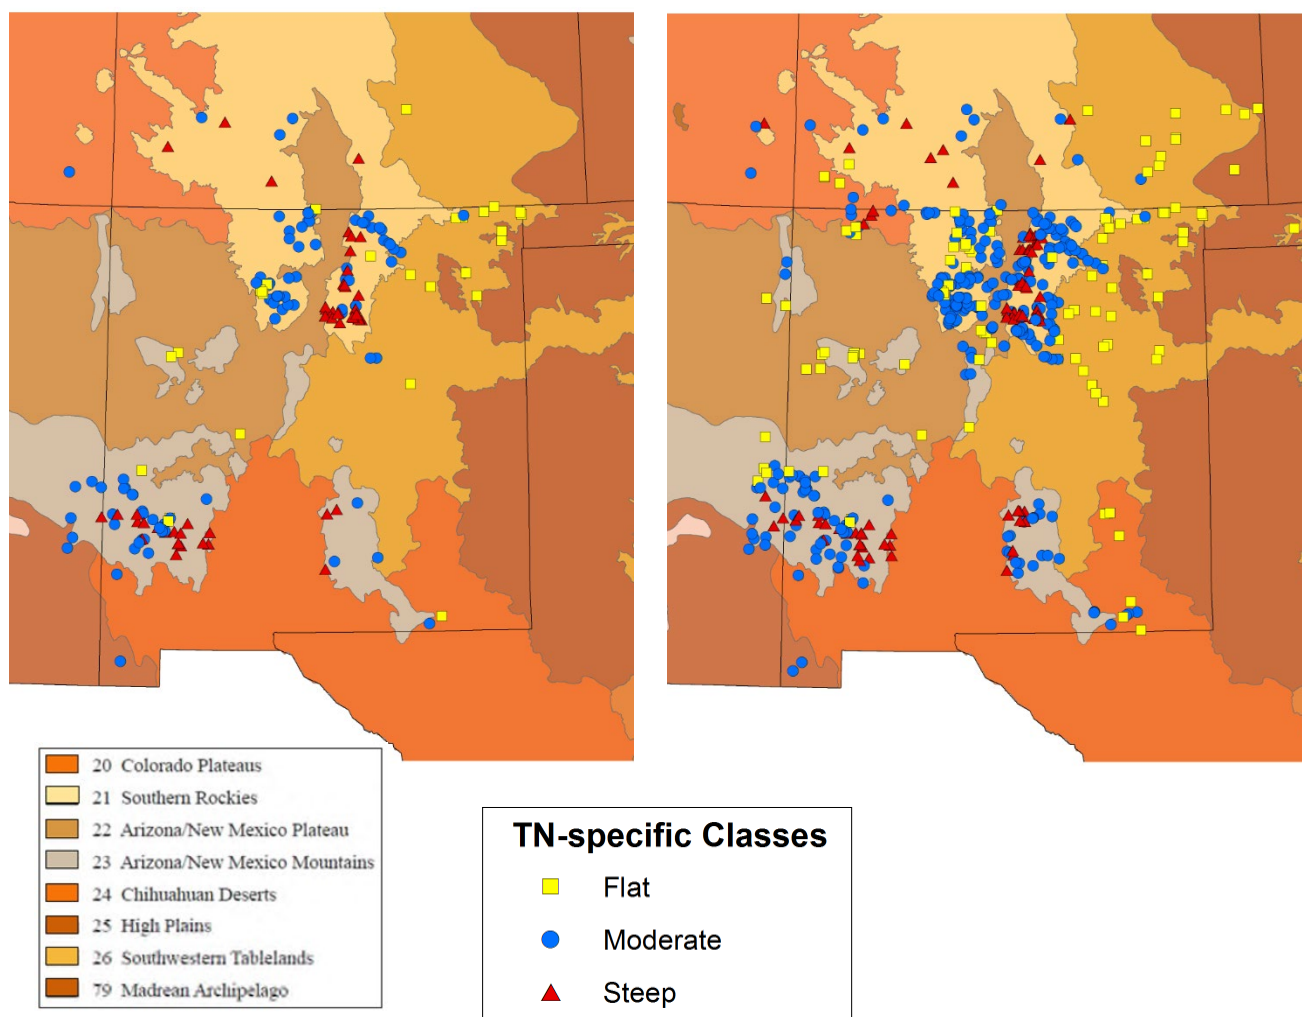 20 Colorado Plateaus
21 Southern Rockies
22 Arizona/New Mexico Plateau
23 Arizona/New Mexico Mountains
24 Chihuahuan Deserts
25 High Plains
26 Southwestern Tablelands
79 Madrean Archipelago
TN-specific Classes
Flat
Moderate
Steep